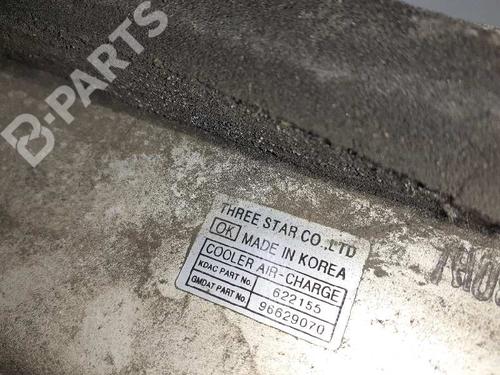 B-PARTS
THREE STAR CO.,LTD
OK MADE IN KOREA
COOLER AIR-CHARGE
KDAC PART No. 622155
GMDAT PART No. 96629070